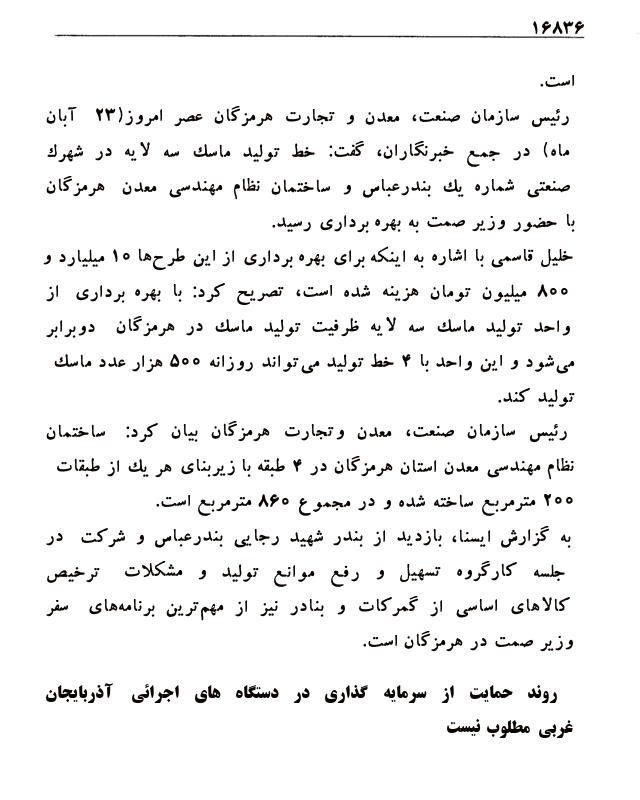 ۱۶۸۳۶
است.
رئیس سازمان صنعت، معدن و تجارت هرمزگان عصر امروز(۲۳ آبان
ماه) در جمع خبرنگاران، گفت: خط تولید ماسك سه لایه در شهرك
صنعتی شماره یك بندرعباس و ساختمان نظام مهندسی معدن هرمزگان
با حضور وزیر صمت به بهره برداری رسید.
خلیل قاسمی با اشاره به اینکه برای بهره برداری از این طرح‌ها ۱۰ میلیارد و
۸۰۰ میلیون تومان هزینه شده است، تصریح کرد: با بهره برداری از
واحد تولید ماسك سه لایه ظرفیت تولید ماسك در هرمزگان دوبرابر
می‌شود و این واحد با ۴ خط تولید می‌تواند روزانه ۵۰۰ هزار عدد ماسك
تولید کند.
رئیس سازمان صنعت، معدن وتجارت هرمزگان بیان کرد: ساختمان
نظام مهندسی معدن استان هرمزگان در ۴ طبقه با زیربنای هر یك از طبقات
۲۰۰ مترمربع ساخته شده و در مجموع ۸۶۰ مترمربع است.
به گزارش ایسنا، بازدید از بندر شهید رجایی بندرعباس و شرکت در
جلسه کارگروه تسهیل و رفع موانع تولید و مشکلات ترخیص
کالاهای اساسی از گمرکات و بنادر نیز از مهم‌ترین برنامه‌های سفر
وزیر صمت در هرمزگان است.
روند حمایت از سرمایه گذاری در دستگاه های اجرائی آذربایجان
غربی مطلوب نیست